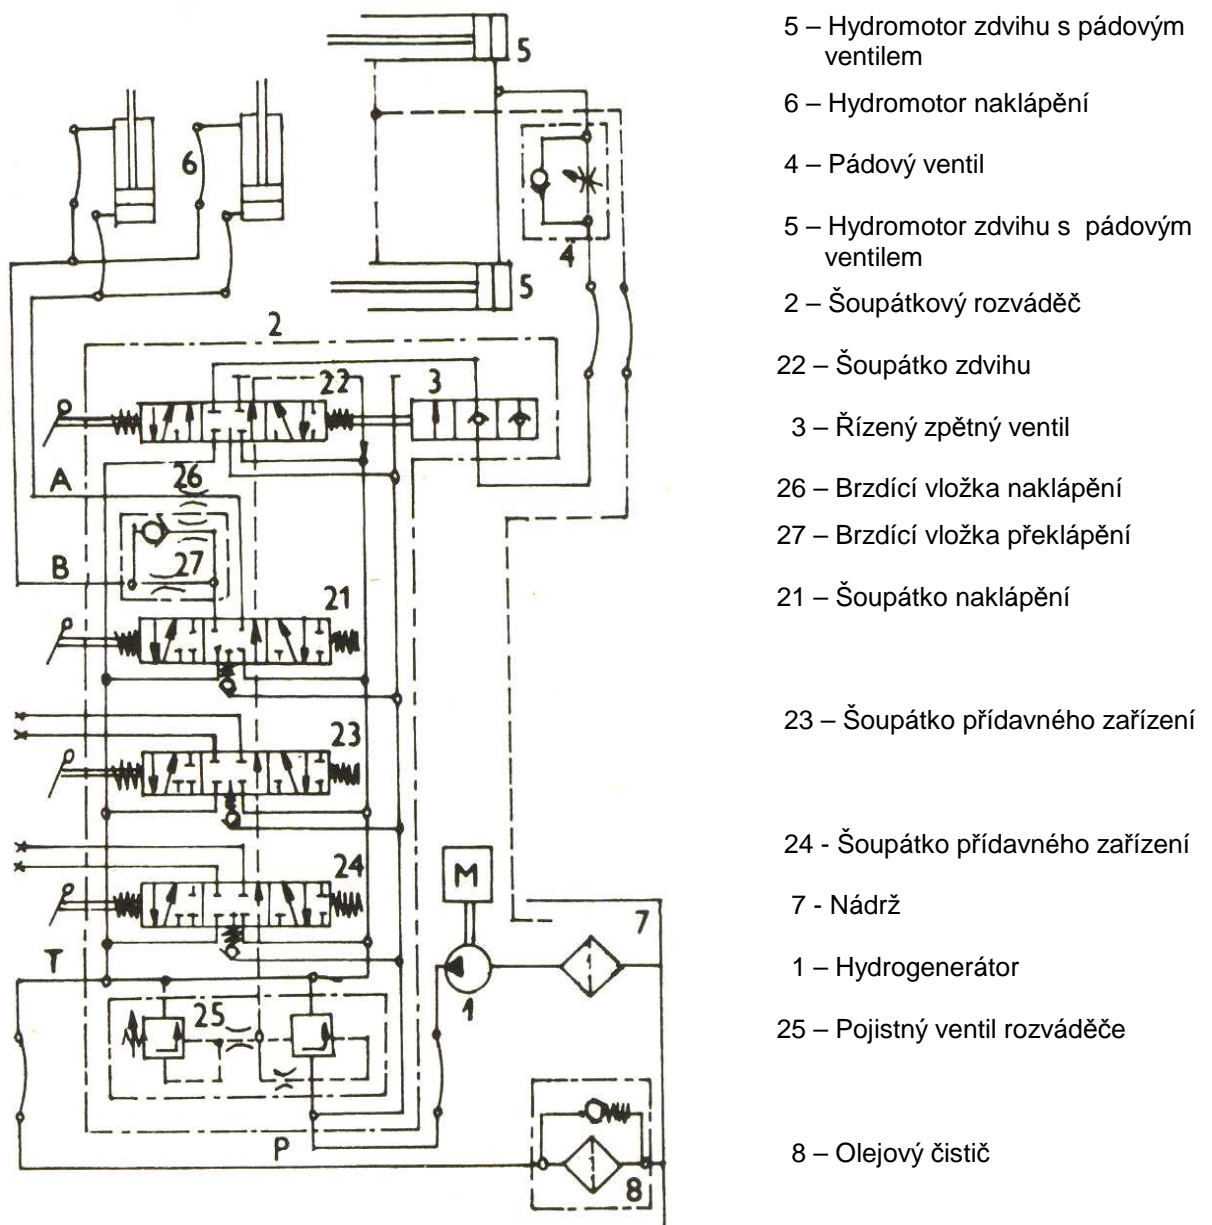 5 – Hydromotor zdvihu s pádovým
ventilem
6 – Hydromotor naklápění
4 – Pádový ventil
5 – Hydromotor zdvihu s pádovým
ventilem
2 – Šoupátkový rozváděč
22 – Šoupátko zdvihu
3 – Řízený zpětný ventil
26 – Brzdící vložka naklápění
27 – Brzdící vložka překlápění
21 – Šoupátko naklápění
23 – Šoupátko přídavného zařízení
24 - Šoupátko přídavného zařízení
7 - Nádrž
1 – Hydrogenerátor
25 – Pojistný ventil rozváděče
8 – Olejový čistič
5
6
4
5
2
22
3
A
26
B
27
21
23
24
M
7
T
1
25
P
8